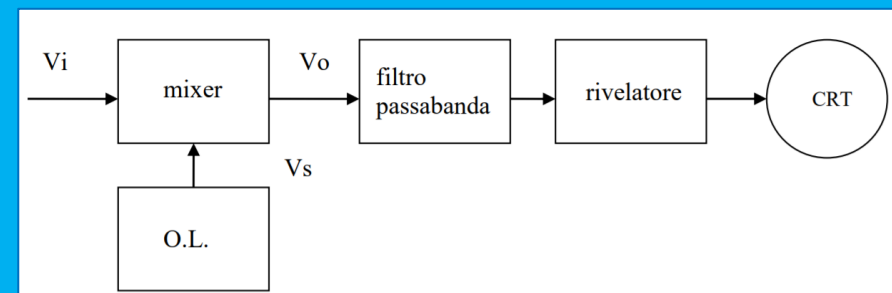 Vi
mixer
Vo
filtro
passabanda
rivelatore
CRT
Vs
O.L.